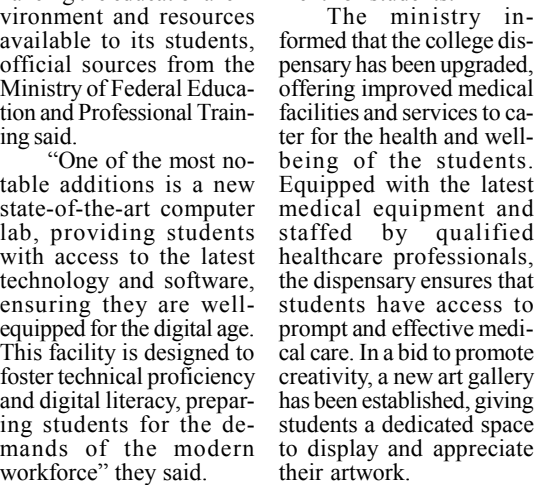 vironment and resources
available to its students,
official sources from the
Ministry of Federal Educa-
tion and Professional Train-
ing said.
“One of the most no-
table additions is a new
state-of-the-art computer
lab, providing students
with access to the latest
technology and software,
ensuring they are well-
equipped for the digital age.
This facility is designed to
foster technical proficiency
and digital literacy, prepar-
ing students for the de-
mands of the modern
workforce” they said.
The ministry in-
formed that the college dis-
pensary has been upgraded,
offering improved medical
facilities and services to ca-
ter for the health and well-
being of the students.
Equipped with the latest
medical equipment and
staffed by qualified
healthcare professionals,
the dispensary ensures that
students have access to
prompt and effective medi-
cal care. In a bid to promote
creativity, a new art gallery
has been established, giving
students a dedicated space
to display and appreciate
their artwork.